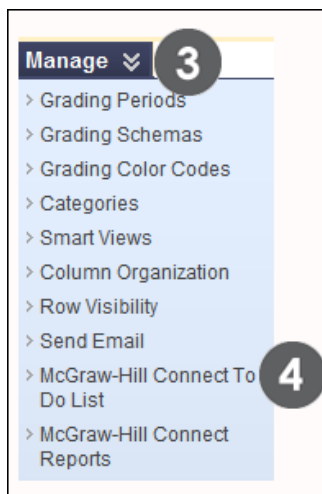 Manage 3
> Grading Periods
> Grading Schemas
> Grading Color Codes
> Categories
> Smart Views
> Column Organization
> Row Visibility
> Send Email
> McGraw-Hill Connect To 4
Do List
> McGraw-Hill Connect
Reports